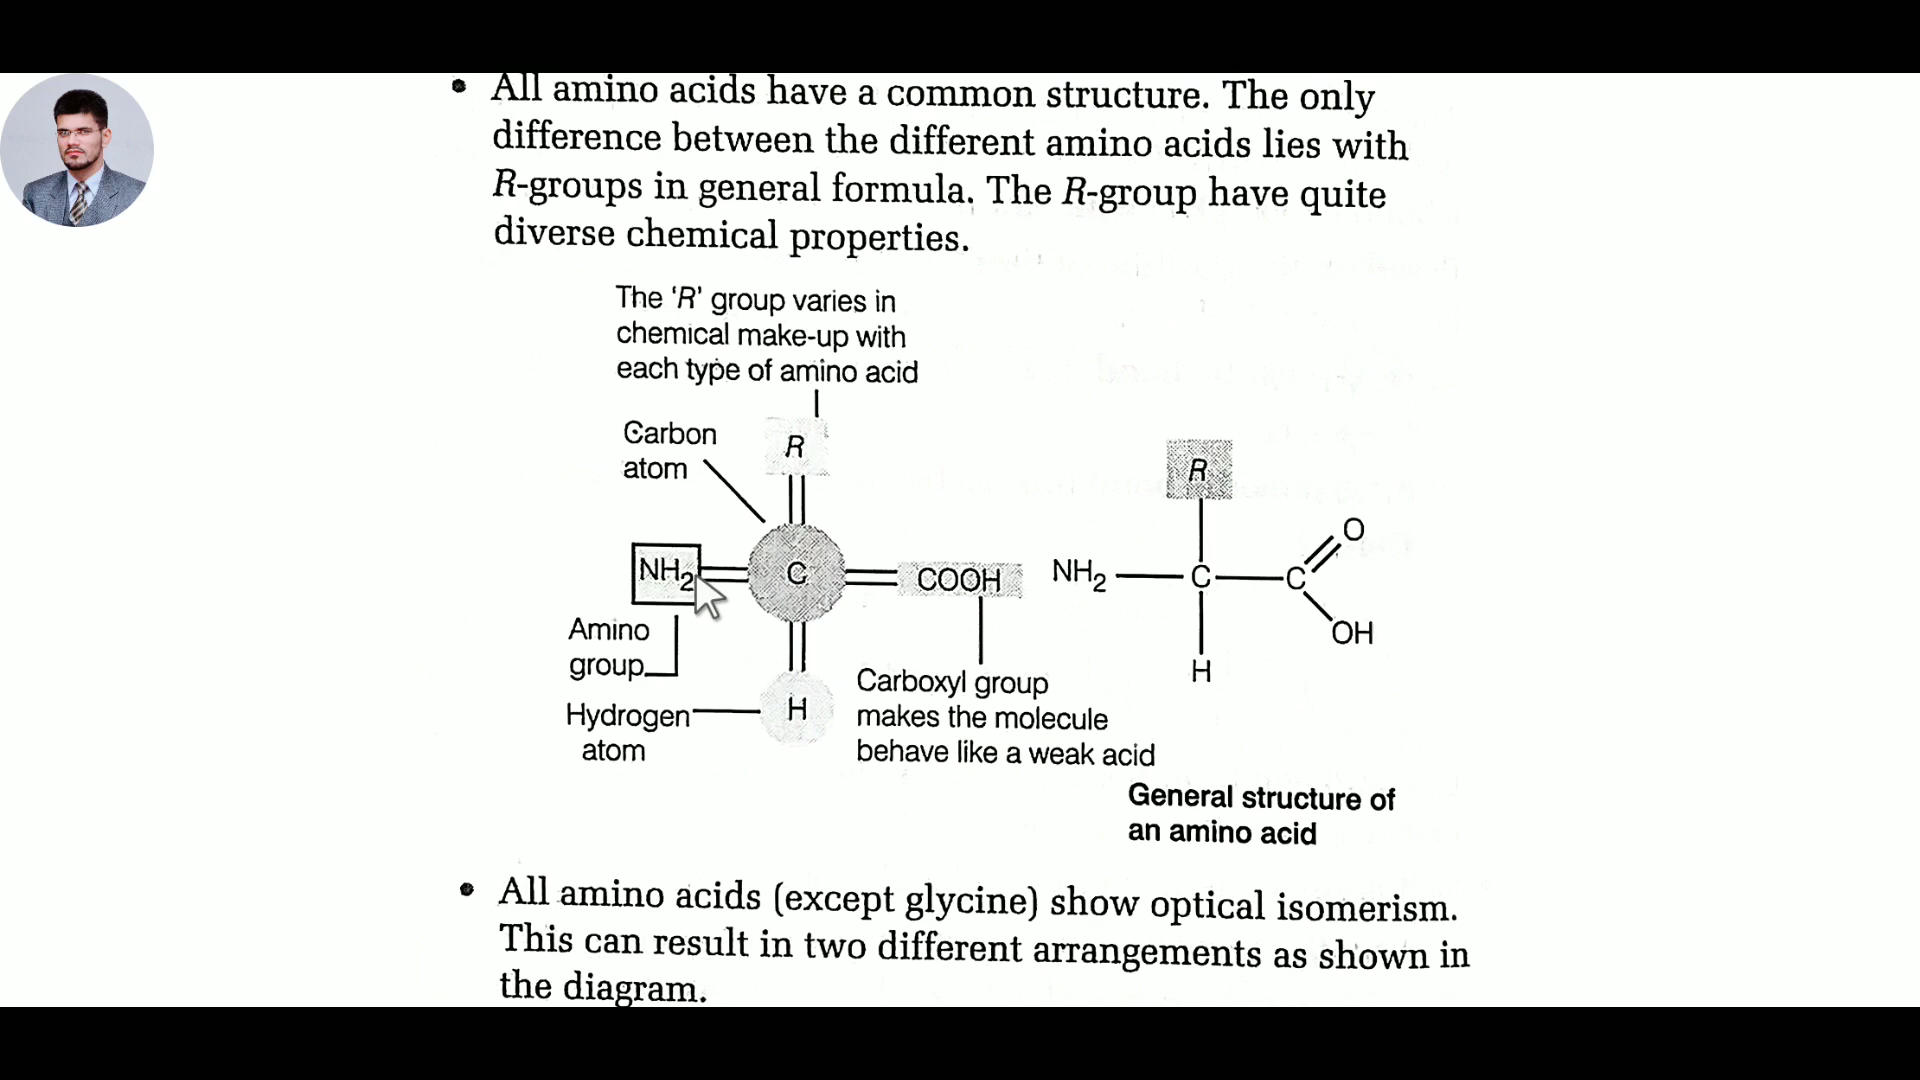 • All amino acids have a common structure. The only
difference between the different amino acids lies with
R-groups in general formula. The R-group have quite
diverse chemical properties.
The ‘R’ group varies in
chemical make-up with
each type of amino acid
Carbon
atom
R
NH2
C
COOH
Amino
group
Hydrogen
atom
H
Carboxyl group
makes the molecule
behave like a weak acid
R
O
NH2
C
C
OH
H
General structure of
an amino acid
• All amino acids (except glycine) show optical isomerism.
This can result in two different arrangements as shown in
the diagram.